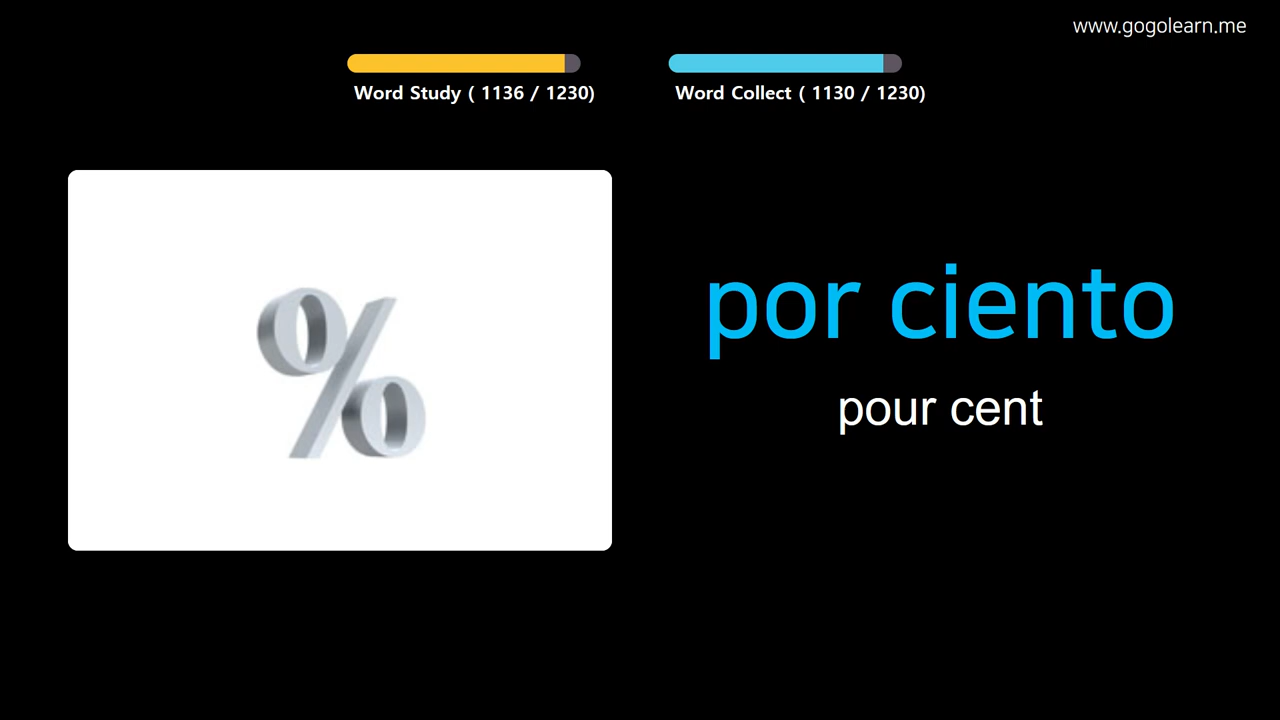 www.gogolearn.me
Word Study ( 1136 / 1230)
Word Collect ( 1130 / 1230)
%
por ciento
pour cent